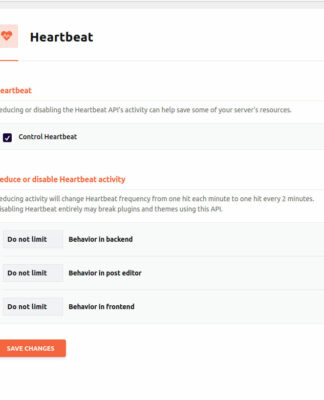 Heartbeat
eartbeat
educing or disabling the Heartbeat API's activity can help save some of your server's resources.
Control Heartbeat
educe or disable Heartbeat activity
educing activity will change Heartbeat frequency from one hit each minute to one hit every 2 minutes.
isabling Heartbeat entirely may break plugins and themes using this API.
Do not limit Behavior in backend
Do not limit Behavior in post editor
Do not limit Behavior in frontend
SAVE CHANGES